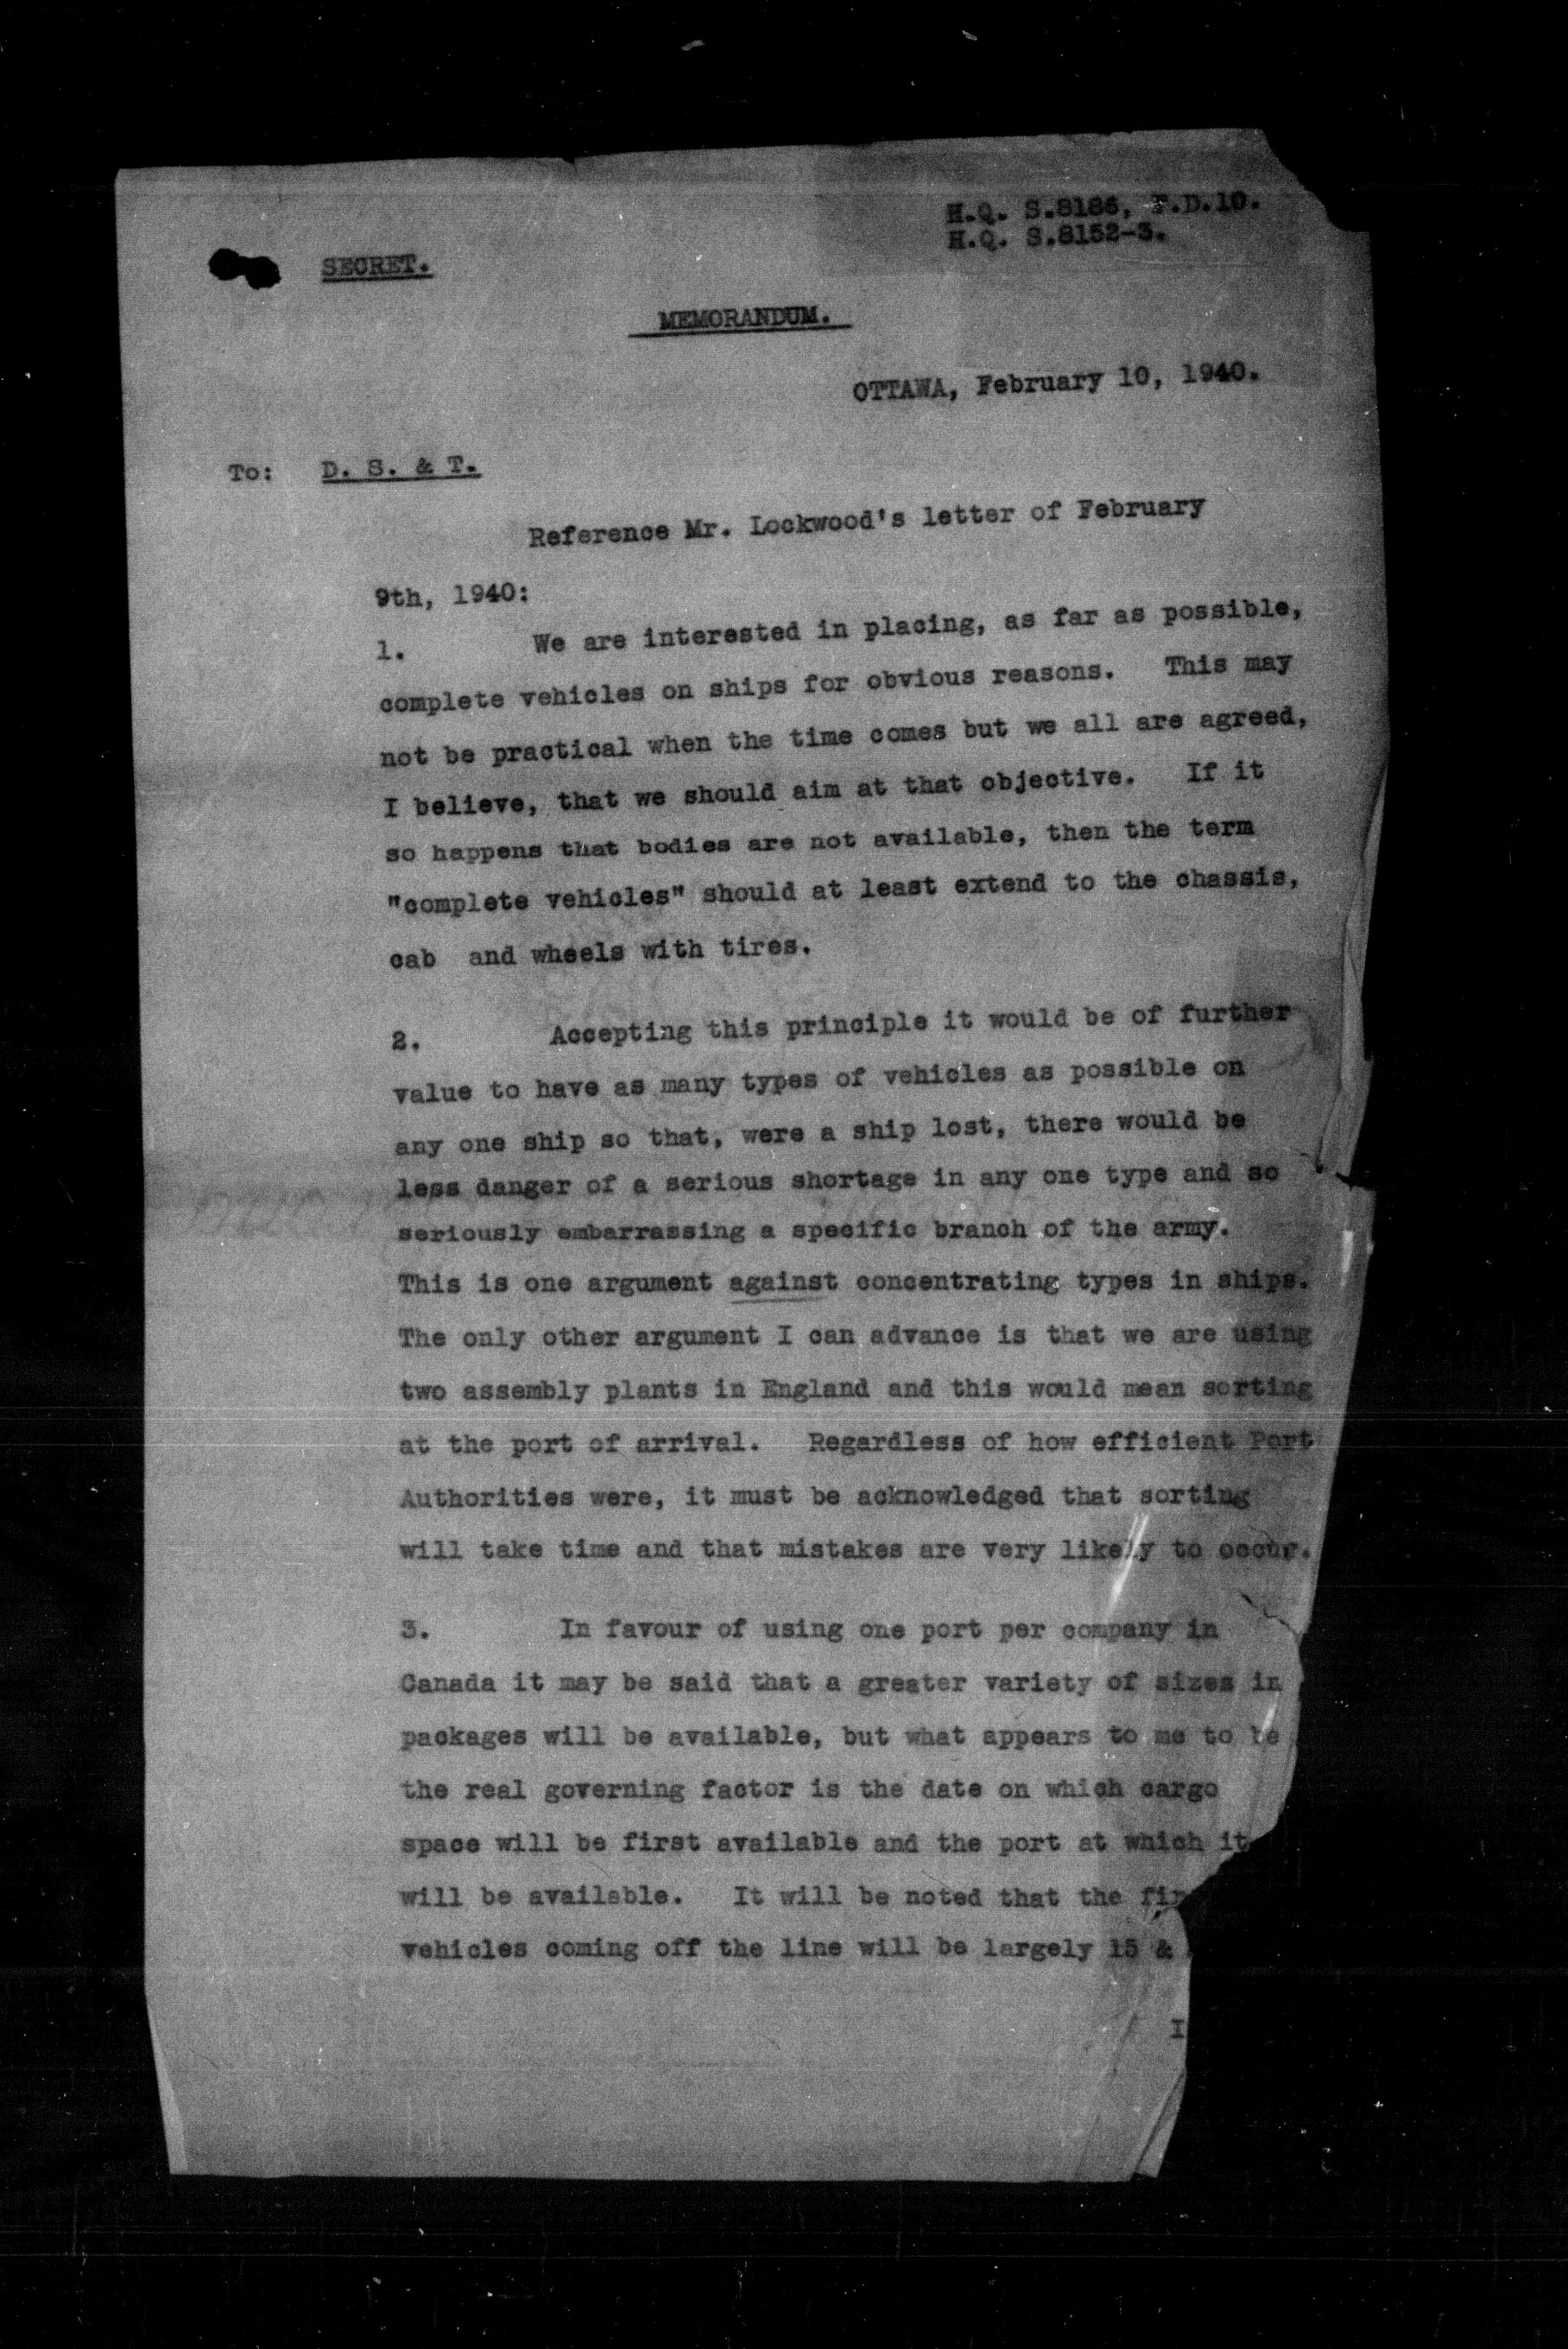 H.Q. S.8186, F.D.10.
H.Q. S.8152-3.
SECRET.
MEMORANDUM.
OTTAWA, February 10, 1940.
To: D. S. & T.
Reference Mr. Lockwood's letter of February
9th, 1940:
1. We are interested in placing, as far as possible,
complete vehicles on ships for obvious reasons. This may
not be practical when the time comes but we all are agreed,
I believe, that we should aim at that objective. If it
so happens that bodies are not available, then the term
"complete vehicles" should at least extend to the chassis,
cab and wheels with tires.
2. Accepting this principle it would be of further
value to have as many types of vehicles as possible on
any one ship so that, were a ship lost, there would be
less danger of a serious shortage in any one type and so
seriously embarrassing a specific branch of the army.
This is one argument against concentrating types in ships.
The only other argument I can advance is that we are using
two assembly plants in England and this would mean sorting
at the port of arrival. Regardless of how efficient Port
Authorities were, it must be acknowledged that sorting
will take time and that mistakes are very likely to occur.
3. In favour of using one port per company in
Canada it may be said that a greater variety of sizes in
packages will be available, but what appears to me to be
the real governing factor is the date on which cargo
space will be first available and the port at which it
will be available. It will be noted that the
vehicles coming off the line will be largely 15 &